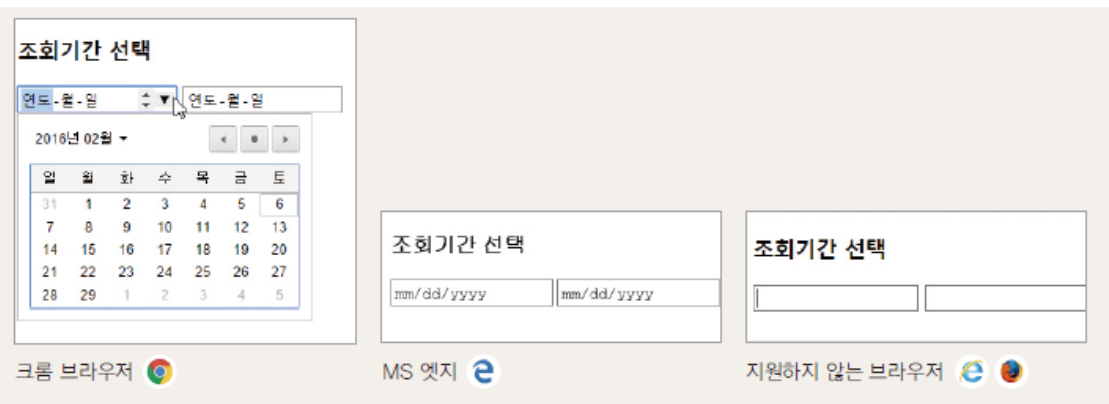 조회기간 선택
연도-월-일 연도-월-일
2016년 02월
일 월 화 수 목 금 토
31 1 2 3 4 5 6
7 8 9 10 11 12 13
14 15 16 17 18 19 20
21 22 23 24 25 26 27
28 29 1 2 3 4 5
크롬 브라우저
조회기간 선택
mm/dd/yyyy mm/dd/yyyy
MS 엣지
조회기간 선택
지원하지 않는 브라우저